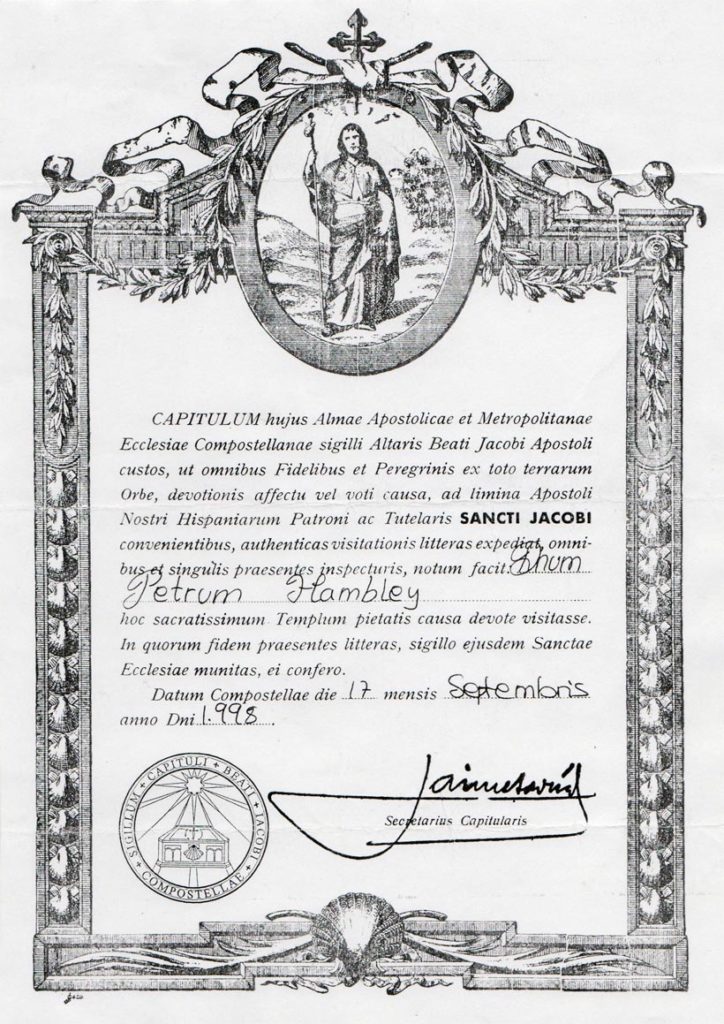 CAPITULUM hujus Almae Apostolicae et Metropolitanae
Ecclesiae Compostellanae sigilli Altaris Beati Jacobi Apostoli
custos, ut omnibus Fidelibus et Peregrinis ex toto terrarum
Orbe, devotionis affectu vel voti causa, ad limina Apostoli
Nostri Hispaniarum Patroni ac Tutelaris SANCTI JACOBI
convenientibus, authenticas visitationis litteras expediat, omni-
bus et singulis praesentes inspecturis, notum facit: Dnum
Petrum Hambley
hoc sacratissimum Templum pietatis causa devote visitasse.
In quorum fidem praesentes litteras, sigillo ejusdem Sanctae
Ecclesiae munitas, ei confero.
Datum Compostellae die 17 mensis Septembris
anno Dni 1.998.
SIGILLUM + CAPITULI + BEATI + JACOBI + COMPOSTELLAE +
Secretarius Capitularis